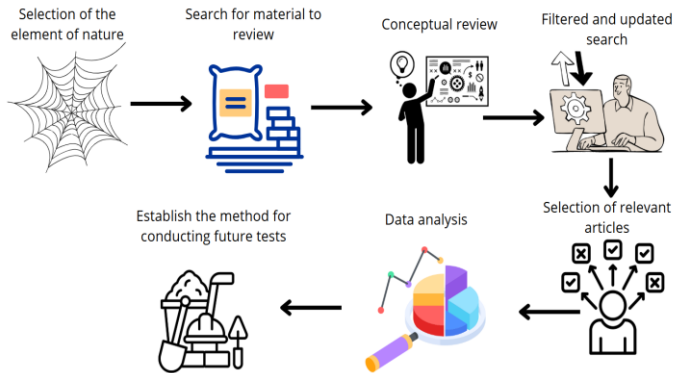 Selection of the
element of nature
Search for material to
review
Conceptual review
Filtered and updated
search
Selection of relevant
articles
Data analysis
Establish the method for
conducting future tests